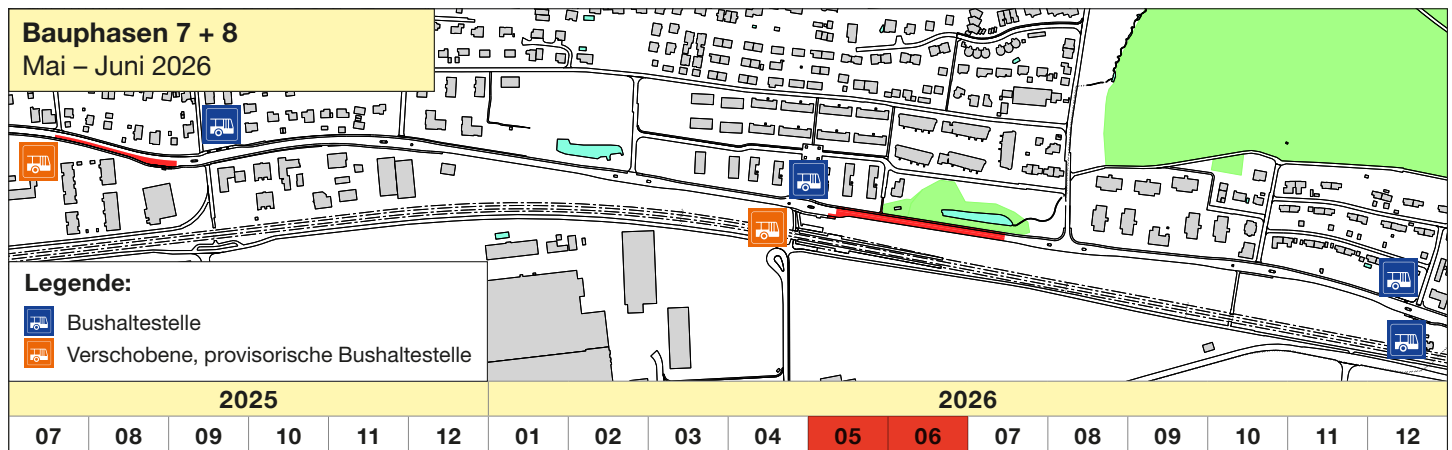 Bauphasen 7 + 8
Mai – Juni 2026
Legende:
Bushaltestelle
Verschobene, provisorische Bushaltestelle
2025 2026
07 08 09 10 11 12 01 02 03 04 05 06 07 08 09 10 11 12